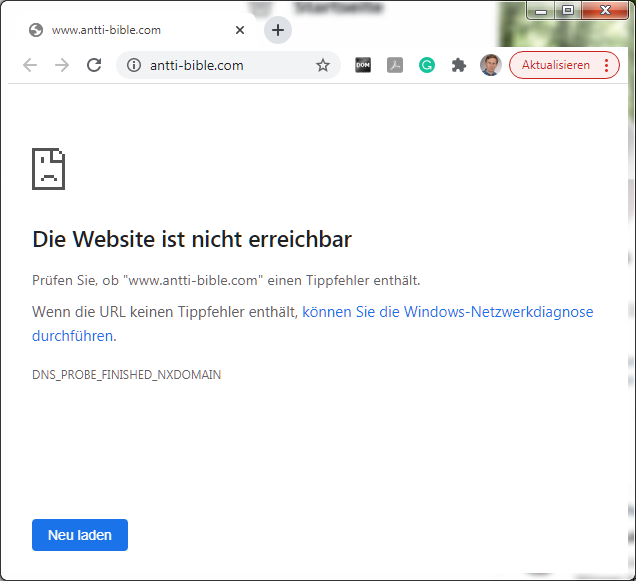 Startseite
www.antti-bible.com
antti-bible.com
DOM
Aktualisieren
Die Website ist nicht erreichbar
Prüfen Sie, ob "www.antti-bible.com" einen Tippfehler enthält.
Wenn die URL keinen Tippfehler enthält, können Sie die Windows-Netzwerkdiagnose
durchführen.
DNS_PROBE_FINISHED_NXDOMAIN
Neu laden